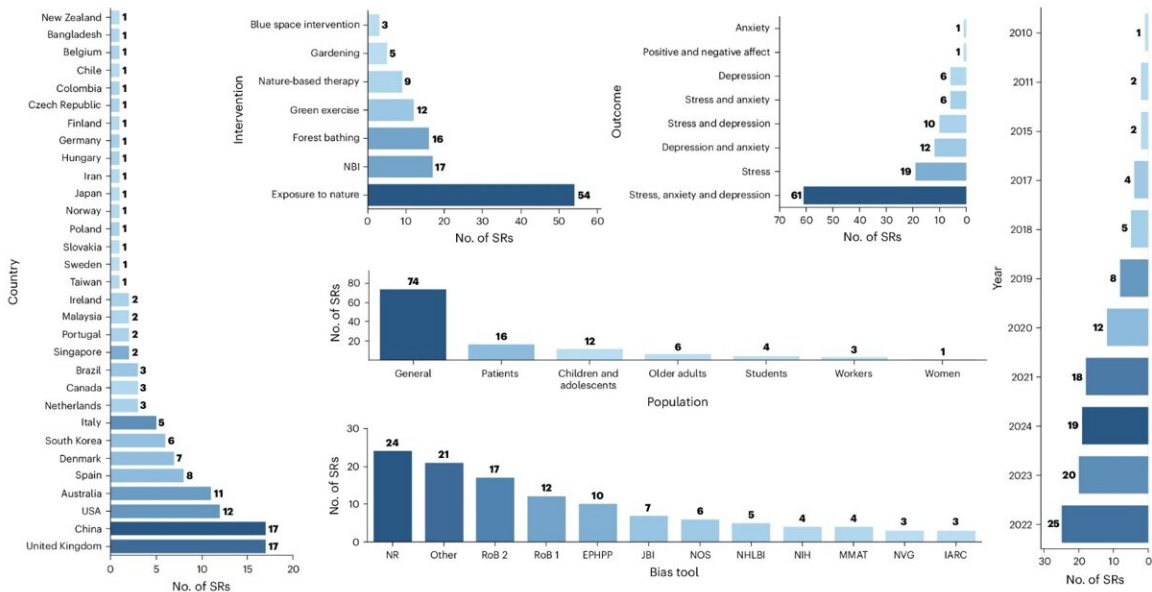 Country
New Zealand 1
Bangladesh 1
Belgium 1
Chile 1
Colombia 1
Czech Republic 1
Finland 1
Germany 1
Hungary 1
Iran 1
Japan 1
Norway 1
Poland 1
Slovakia 1
Sweden 1
Taiwan 1
Ireland 2
Malaysia 2
Portugal 2
Singapore 2
Brazil 3
Canada 3
Netherlands 3
Italy 5
South Korea 6
Denmark 7
Spain 8
Australia 11
USA 12
China 17
United Kingdom 17
0 5 10 15 20
No. of SRs
Intervention
Blue space intervention 3
Gardening 5
Nature-based therapy 9
Green exercise 12
Forest bathing 16
NBI 17
Exposure to nature 54
0 10 20 30 40 50 60
No. of SRs
Outcome
Anxiety 1
Positive and negative affect 1
Depression 6
Stress and anxiety 6
Stress and depression 10
Depression and anxiety 12
Stress 19
Stress, anxiety and depression 61
70 60 50 40 30 20 10 0
No. of SRs
No. of SRs
80
60
40
20
74 16 12 6 4 3 1
General Patients Children and adolescents Older adults Students Workers Women
Population
No. of SRs
30
20
10
0
24 21 17 12 10 7 6 5 4 4 3 3
NR Other RoB 2 RoB 1 EPHPP JBI NOS NHLBI NIH MMAT NVG IARC
Bias tool
Year
2010 1
2011 2
2015 2
2017 4
2018 5
2019 8
2020 12
2021 18
2024 19
2023 20
2022 25
30 20 10 0
No. of SRs